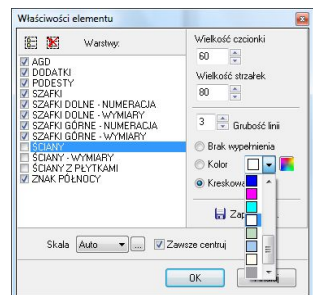 Właściwości elementu
Warstwy:
AGD
DODATKI
PODESTY
SZAFKI
SZAFKI DOLNE - NUMERACJA
SZAFKI DOLNE - WYMIARY
SZAFKI GÓRNE - NUMERACJA
SZAFKI GÓRNE - WYMIARY
ŚCIANY
ŚCIANY - WYMIARY
ŚCIANY Z PŁYTKAMI
ZNAK PÓŁNOCY
Wielkość czcionki
60
Wielkość strzałek
80
3 Grubość linii
Brak wypełnienia
Kolor
Kreskowa
Skala Auto ... Zawsze centruj
OK